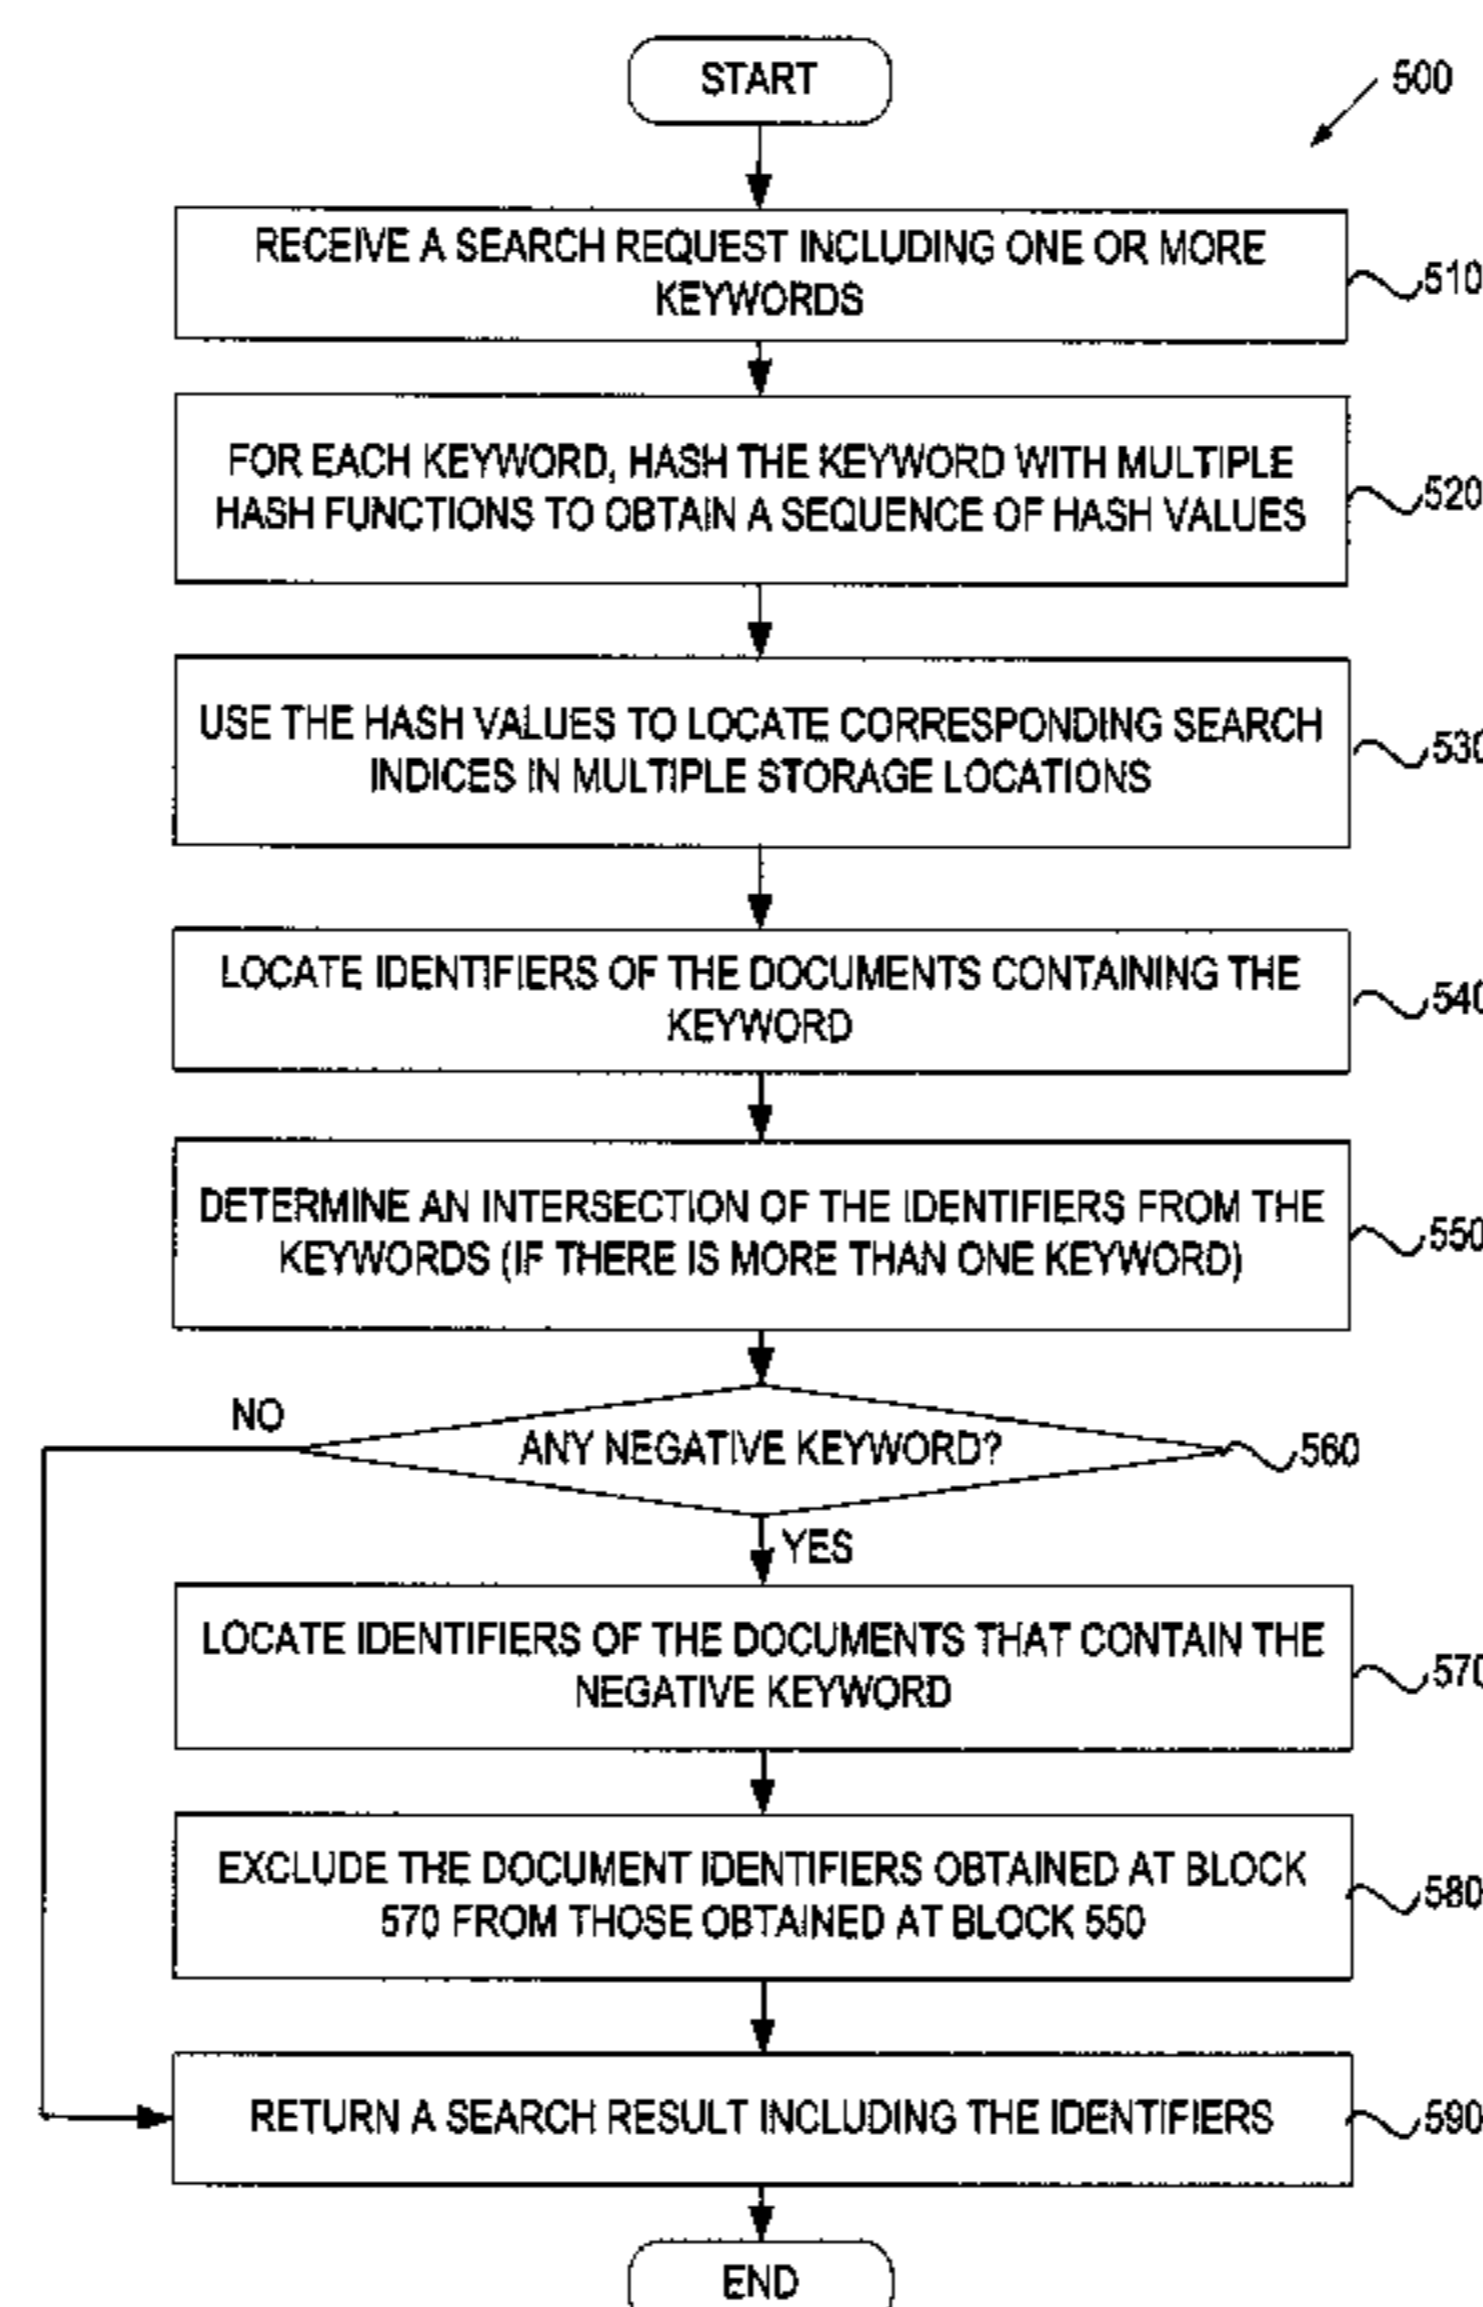 START
500
RECEIVE A SEARCH REQUEST INCLUDING ONE OR MORE
KEYWORDS
510
FOR EACH KEYWORD, HASH THE KEYWORD WITH MULTIPLE
HASH FUNCTIONS TO OBTAIN A SEQUENCE OF HASH VALUES
520
USE THE HASH VALUES TO LOCATE CORRESPONDING SEARCH
INDICES IN MULTIPLE STORAGE LOCATIONS
530
LOCATE IDENTIFIERS OF THE DOCUMENTS CONTAINING THE
KEYWORD
540
DETERMINE AN INTERSECTION OF THE IDENTIFIERS FROM THE
KEYWORDS (IF THERE IS MORE THAN ONE KEYWORD)
550
NO
ANY NEGATIVE KEYWORD?
560
YES
LOCATE IDENTIFIERS OF THE DOCUMENTS THAT CONTAIN THE
NEGATIVE KEYWORD
570
EXCLUDE THE DOCUMENT IDENTIFIERS OBTAINED AT BLOCK
570 FROM THOSE OBTAINED AT BLOCK 550
580
RETURN A SEARCH RESULT INCLUDING THE IDENTIFIERS
590
END